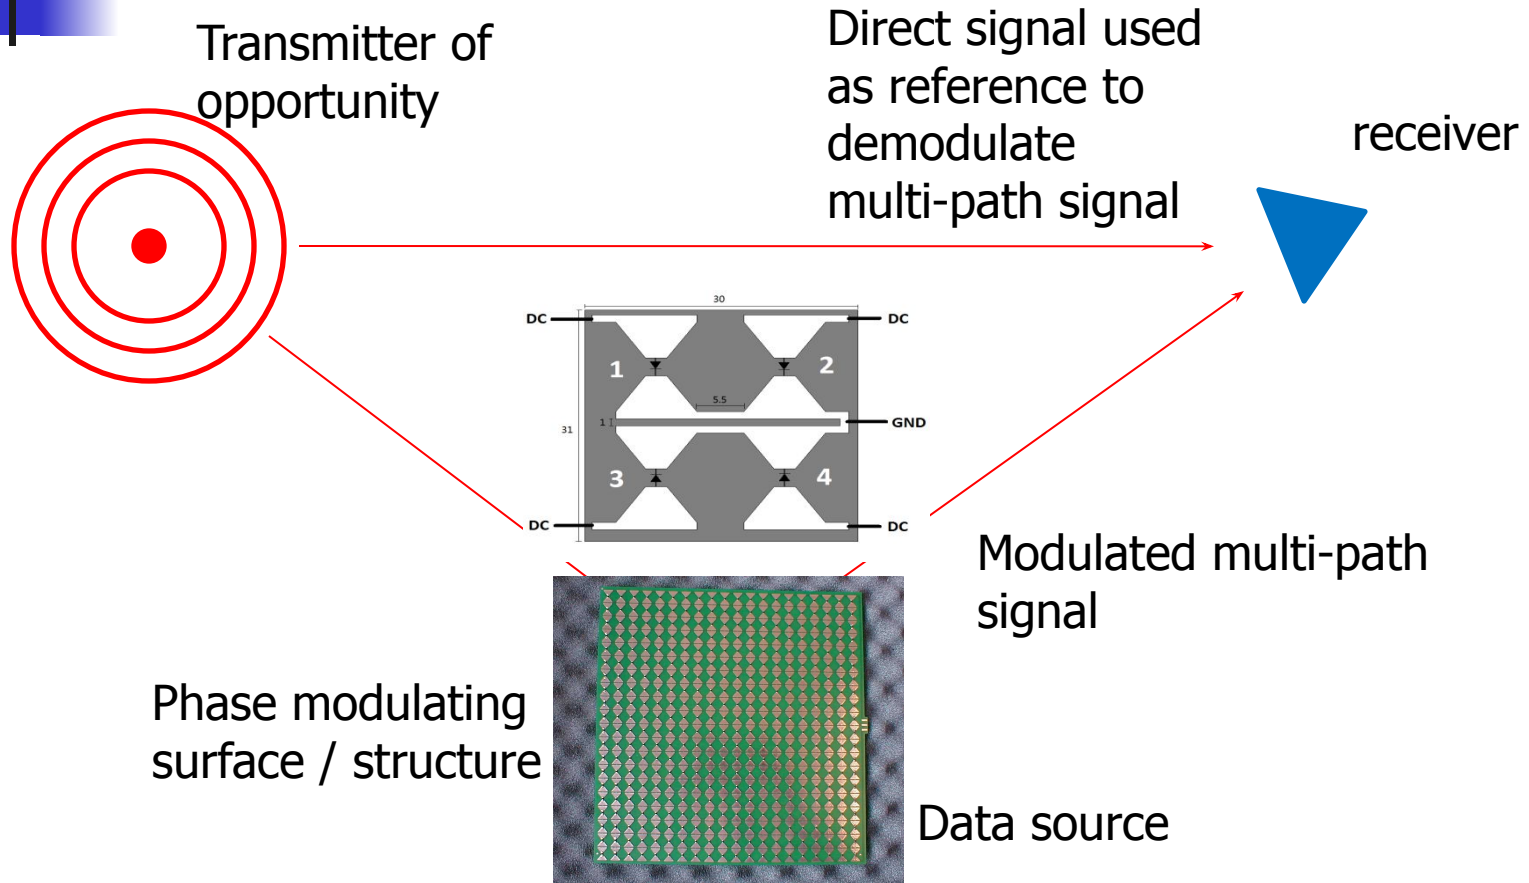 Transmitter of
opportunity
Direct signal used
as reference to
demodulate
multi-path signal
receiver
30
DC
DC
1
2
5.5
1
GND
31
3
4
DC
DC
Modulated multi-path
signal
Phase modulating
surface / structure
Data source